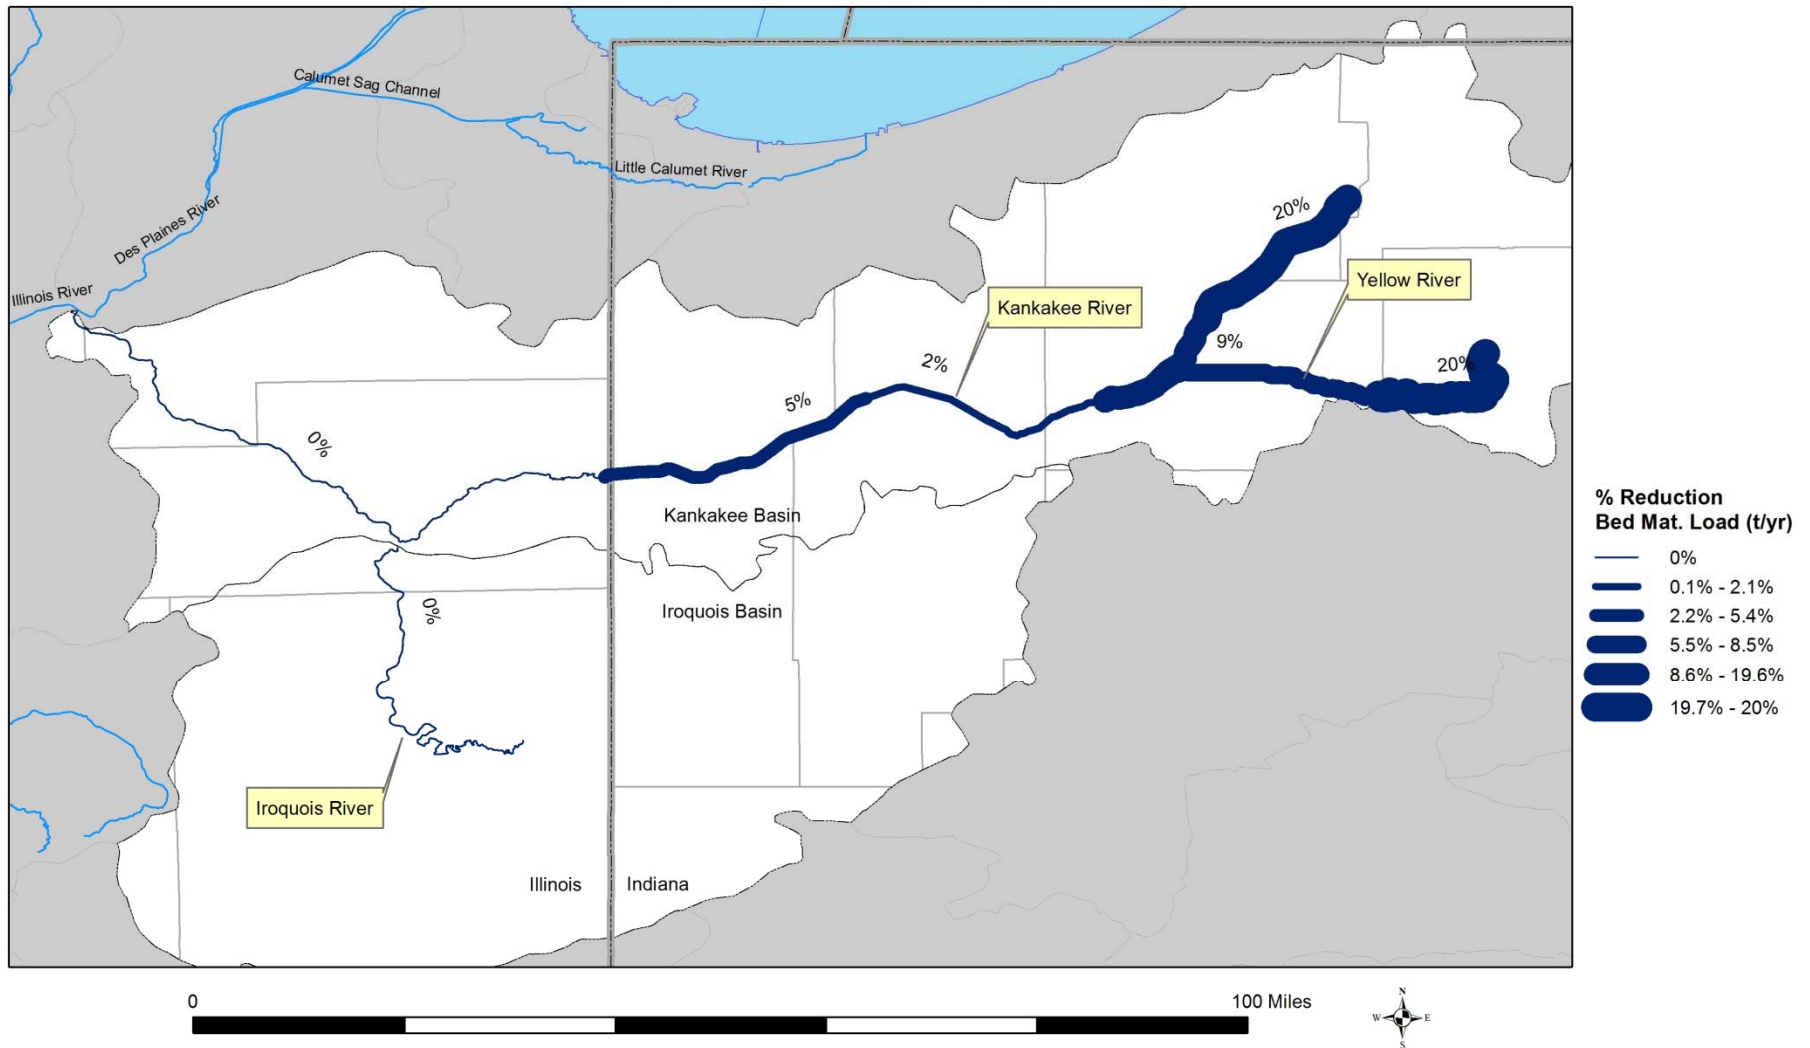 Calumet Sag Channel
Little Calumet River
Des Plaines River
Illinois River
20%
Yellow River
Kankakee River
9%
2%
20%
5%
0%
% Reduction
Bed Mat. Load (t/yr)
0%
0.1% - 2.1%
2.2% - 5.4%
5.5% - 8.5%
8.6% - 19.6%
19.7% - 20%
Kankakee Basin
0%
Iroquois Basin
Iroquois River
Illinois
Indiana
0
100 Miles
N
W
E
S